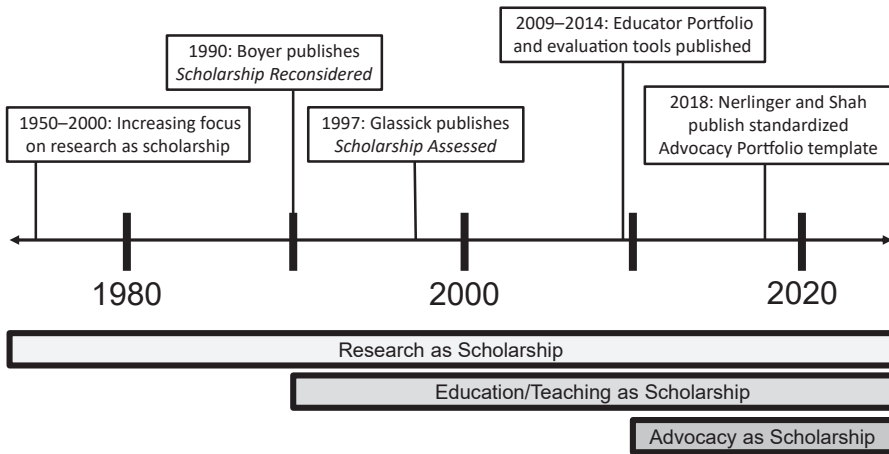 2009–2014: Educator Portfolio
and evaluation tools published
1990: Boyer publishes
Scholarship Reconsidered
2018: Nerlinger and Shah
publish standardized
Advocacy Portfolio template
1950–2000: Increasing focus
on research as scholarship
1997: Glassick publishes
Scholarship Assessed
1980
2000
2020
Research as Scholarship
Education/Teaching as Scholarship
Advocacy as Scholarship